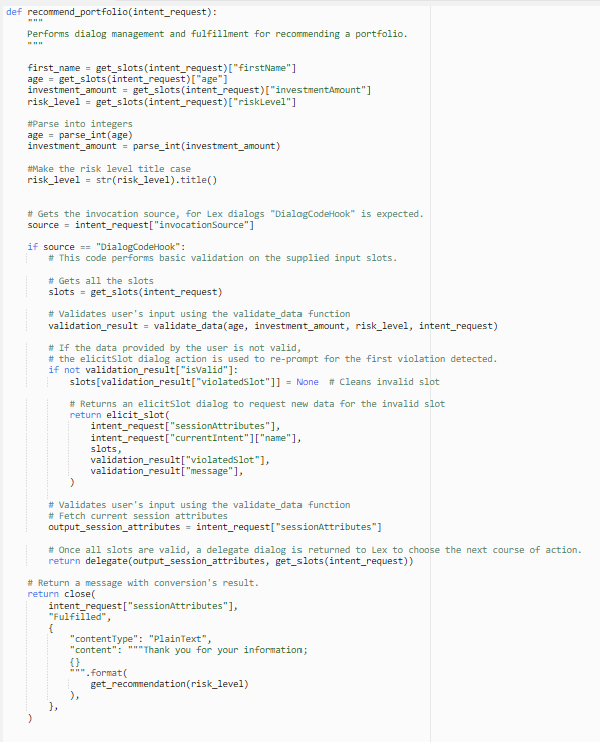 def recommend_portfolio(intent_request):
"""
Performs dialog management and fulfillment for recommending a portfolio.
"""
first_name = get_slots(intent_request)["firstName"]
age = get_slots(intent_request)["age"]
investment_amount = get_slots(intent_request)["investmentAmount"]
risk_level = get_slots(intent_request)["riskLevel"]
#Parse into integers
age = parse_int(age)
investment_amount = parse_int(investment_amount)
#Make the risk level title case
risk_level = str(risk_level).title()
# Gets the invocation source, for Lex dialogs "DialogCodeHook" is expected.
source = intent_request["invocationSource"]
if source == "DialogCodeHook":
# This code performs basic validation on the supplied input slots.
# Gets all the slots
slots = get_slots(intent_request)
# Validates user's input using the validate_data function
validation_result = validate_data(age, investment_amount, risk_level, intent_request)
# If the data provided by the user is not valid,
# the elicitSlot dialog action is used to re-prompt for the first violation detected.
if not validation_result["isValid"]:
slots[validation_result["violatedSlot"]] = None  # Cleans invalid slot
# Returns an elicitSlot dialog to request new data for the invalid slot
return elicit_slot(
intent_request["sessionAttributes"],
intent_request["currentIntent"]["name"],
slots,
validation_result["violatedSlot"],
validation_result["message"],
)
# Validates user's input using the validate_data function
# Fetch current session attributes
output_session_attributes = intent_request["sessionAttributes"]
# Once all slots are valid, a delegate dialog is returned to Lex to choose the next course of action.
return delegate(output_session_attributes, get_slots(intent_request))
# Return a message with conversion's result.
return close(
intent_request["sessionAttributes"],
"Fulfilled",
{
"contentType": "PlainText",
"content": """Thank you for your information;
{}
""".format(
get_recommendation(risk_level)
),
},
)